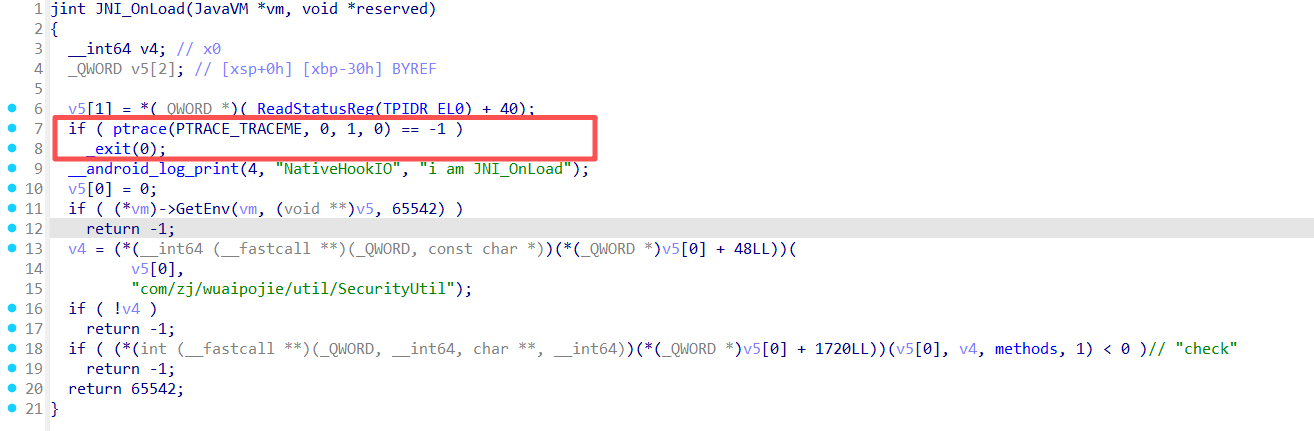 1 jint JNI_OnLoad(JavaVM *vm, void *reserved)
2 {
3 __int64 v4; // x0
4 _QWORD v5[2]; // [xsp+0h] [xbp-30h] BYREF
5
6 v5[1] = *(_QWORD *)(_ReadStatusReg(TPIDR_EL0) + 40);
7 if ( ptrace(PTRACE_TRACEME, 0, 1, 0) == -1 )
8 _exit(0);
9 __android_log_print(4, "NativeHookIO", "i am JNI_OnLoad");
10 v5[0] = 0;
11 if ( (*vm)->GetEnv(vm, (void **)v5, 65542) )
12 return -1;
13 v4 = (*(__int64 (__fastcall **)(_QWORD, const char *))(*(_QWORD *)v5[0] + 48LL))(
14 v5[0],
15 "com/zj/wuaipojie/util/SecurityUtil");
16 if ( !v4 )
17 return -1;
18 if ( (*(int (__fastcall **)(_QWORD, __int64, char **, __int64))(*(_QWORD *)v5[0] + 1720LL))(v5[0], v4, methods, 1) < 0 )// "check"
19 return -1;
20 return 65542;
21 }